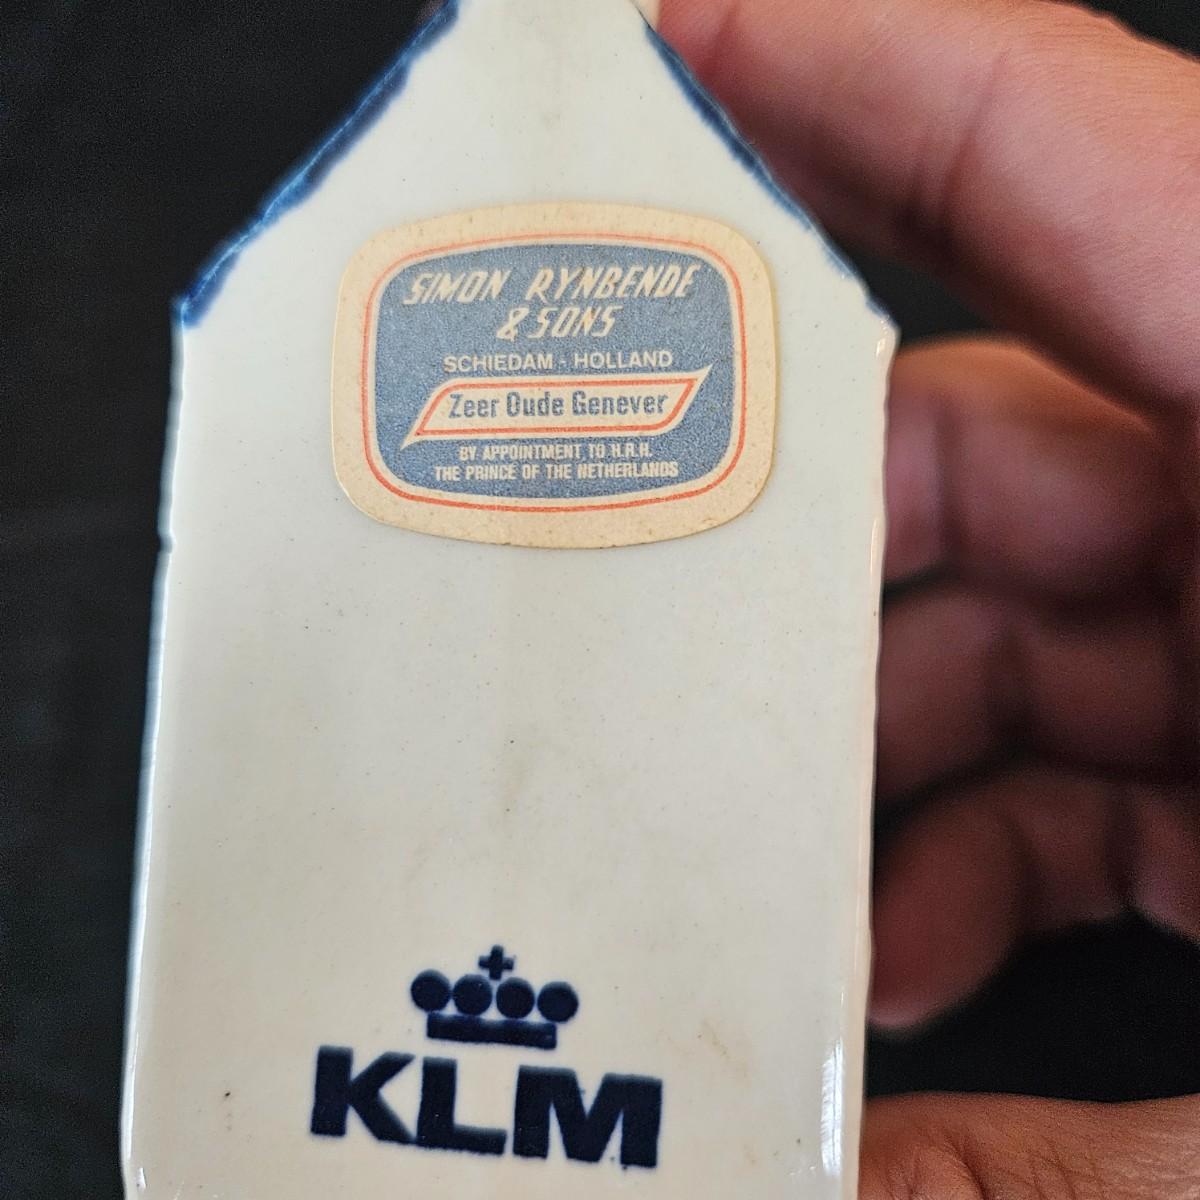 SIMON RYNBENDE
& SONS
SCHIEDAM - HOLLAND
Zeer Oude Genever
BY APPOINTMENT TO H.R.H.
THE PRINCE OF THE NETHERLANDS
KLM